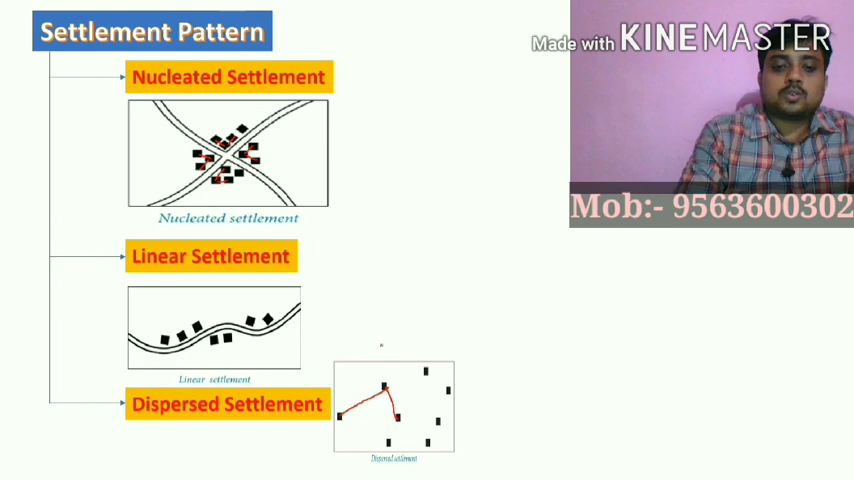 Settlement Pattern
Made with KINEMASTER
Nucleated Settlement
Nucleated settlement
Mob:- 9563600302
Linear Settlement
Linear settlement
Dispersed Settlement
Dispersed settlement